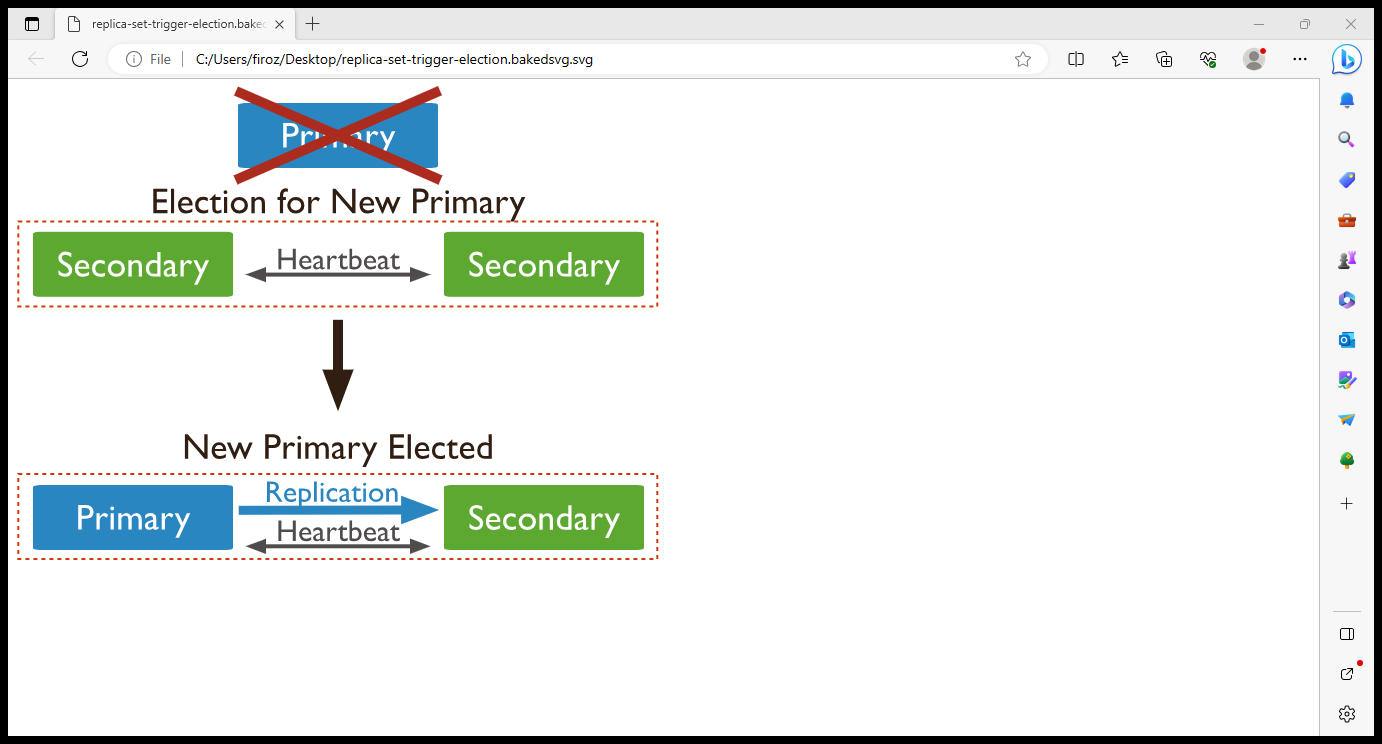 replica-set-trigger-election.baked
File
C:/Users/firoz/Desktop/replica-set-trigger-election.bakedsvg.svg
Primary
Election for New Primary
Secondary Heartbeat Secondary
New Primary Elected
Replication
Primary Secondary
Heartbeat